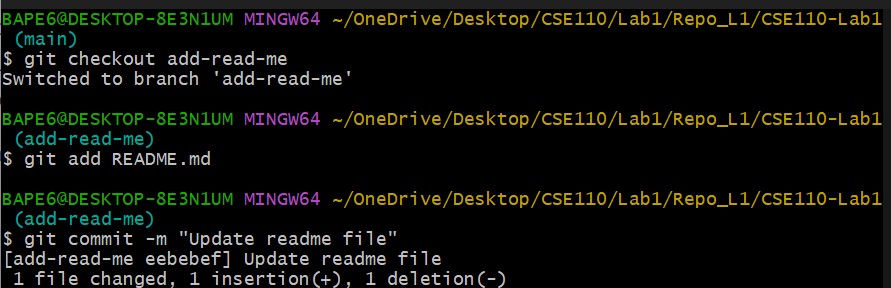 BAPE6@DESKTOP-8E3N1UM MINGW64 ~/OneDrive/Desktop/CSE110/Lab1/Repo_L1/CSE110-Lab1
(main)
$ git checkout add-read-me
Switched to branch 'add-read-me'
BAPE6@DESKTOP-8E3N1UM MINGW64 ~/OneDrive/Desktop/CSE110/Lab1/Repo_L1/CSE110-Lab1
(add-read-me)
$ git add README.md
BAPE6@DESKTOP-8E3N1UM MINGW64 ~/OneDrive/Desktop/CSE110/Lab1/Repo_L1/CSE110-Lab1
(add-read-me)
$ git commit -m "Update readme file"
[add-read-me eebebef] Update readme file
1 file changed, 1 insertion(+), 1 deletion(-)